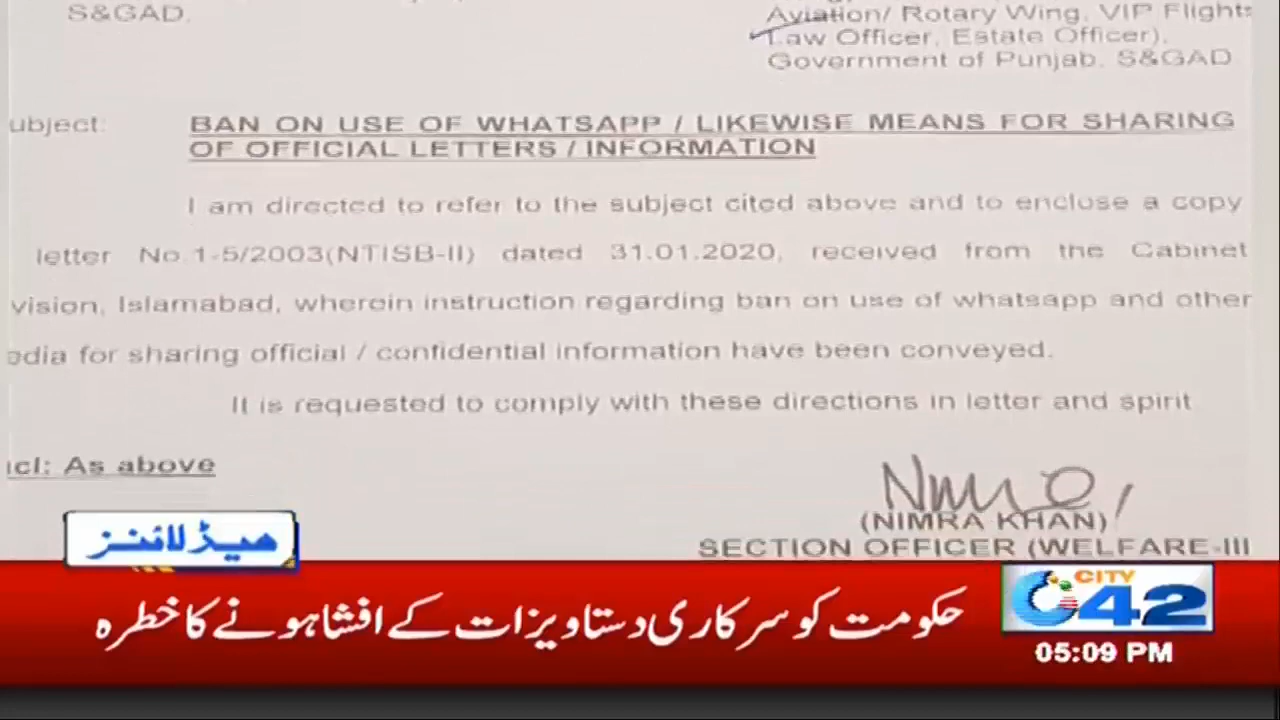 S&GAD.
Aviation/ Rotary Wing, VIP Flights
Law Officer, Estate Officer),
Government of Punjab, S&GAD
ubject:
BAN ON USE OF WHATSAPP / LIKEWISE MEANS FOR SHARING
OF OFFICIAL LETTERS / INFORMATION
I am directed to refer to the subject cited above and to enclose a copy
letter No.1-5/2003(NTISB-II) dated 31.01.2020, received from the Cabinet
vision, Islamabad, wherein instruction regarding ban on use of whatsapp and other
edia for sharing official / confidential information have been conveyed.
It is requested to comply with these directions in letter and spirit
ncl: As above
(NIMRA KHAN)
SECTION OFFICER (WELFARE-III
ہیڈلائنز
حکومت کو سرکاری دستاویزات کے افشا ہونے کا خطرہ
CITY
42
05:09 PM